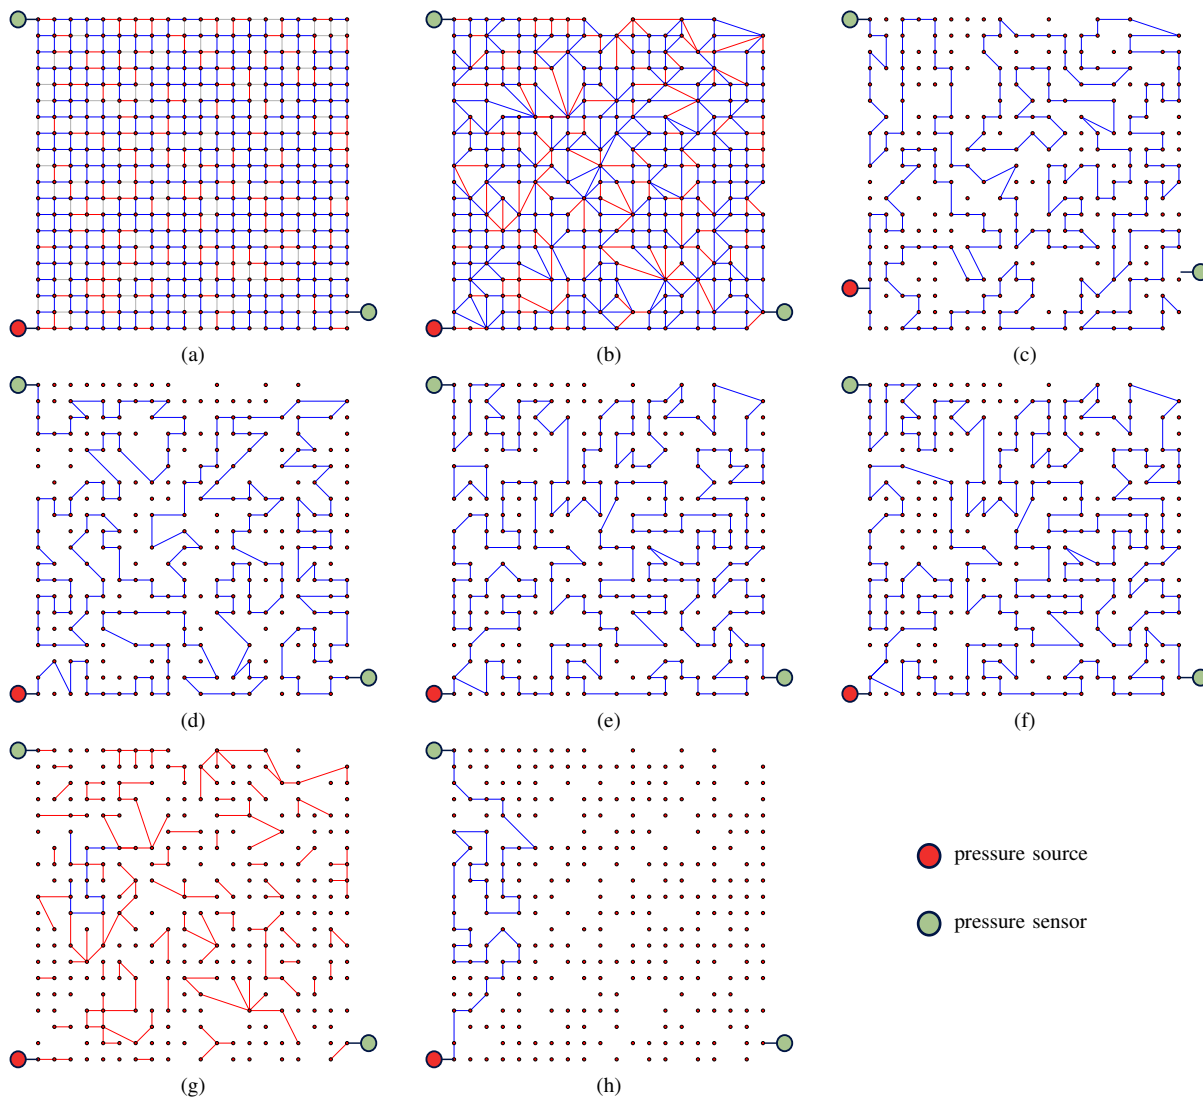 (a)
(b)
(c)
(d)
(e)
(f)
(g)
(h)
pressure source
pressure sensor